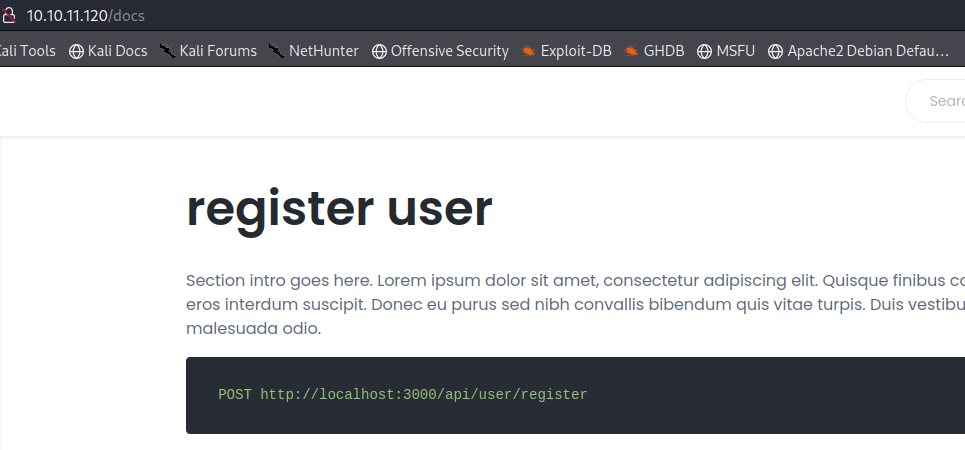 10.10.11.120/docs
Kali Tools Kali Docs Kali Forums NetHunter Offensive Security Exploit-DB GHDB MSFU Apache2 Debian Defau…
Searc
register user
Section intro goes here. Lorem ipsum dolor sit amet, consectetur adipiscing elit. Quisque finibus co
eros interdum suscipit. Donec eu purus sed nibh convallis bibendum quis vitae turpis. Duis vestibu
malesuada odio.
POST http://localhost:3000/api/user/register